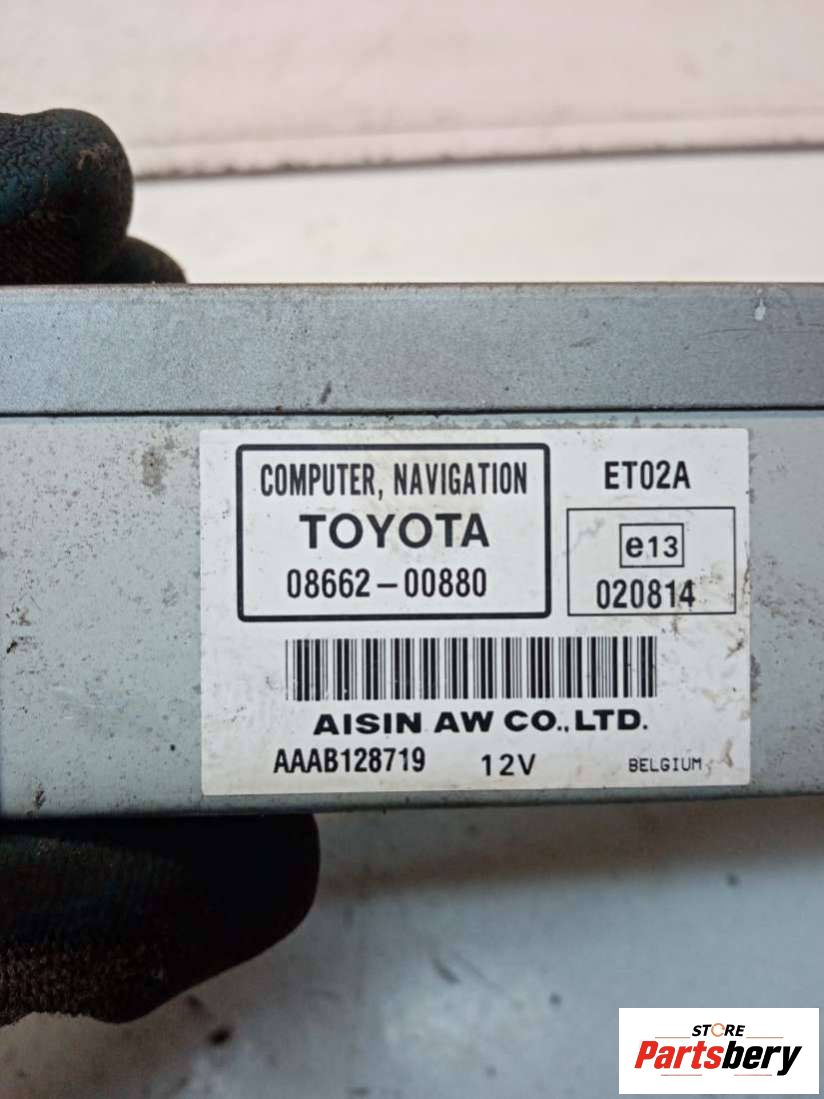 COMPUTER, NAVIGATION
TOYOTA
08662-00880
ET02A
e13
020814
AISIN AW CO., LTD.
AAAB128719 12V BELGIUM
STORE
Partsbery